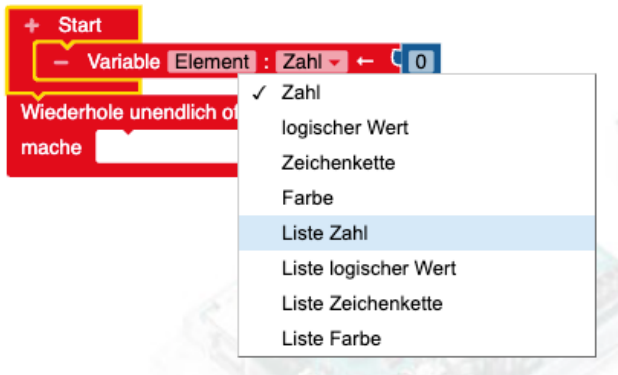 + Start
− Variable Element : Zahl ← 0
✓ Zahl
Wiederhole unendlich of
logischer Wert
mache
Zeichenkette
Farbe
Liste Zahl
Liste logischer Wert
Liste Zeichenkette
Liste Farbe